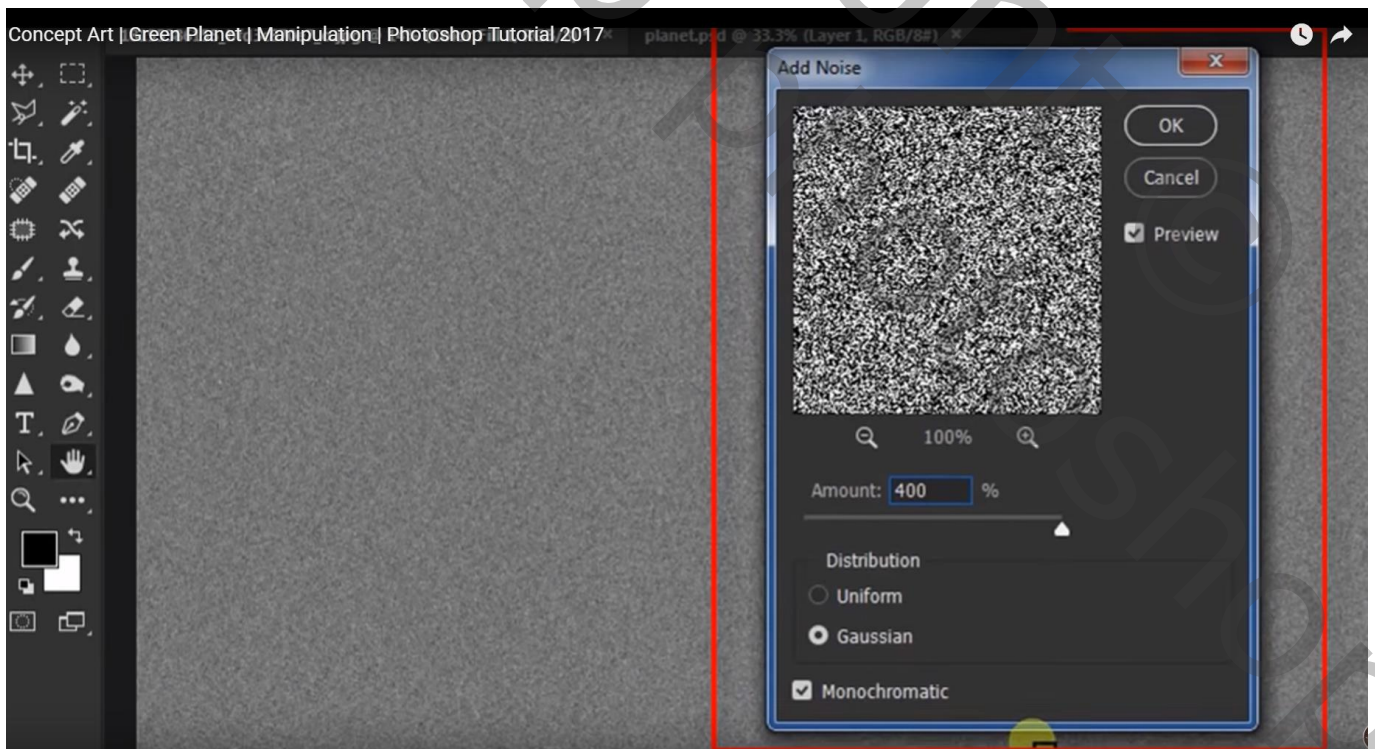 Concept Art | Green Planet | Manipulation | Photoshop Tutorial 2017
planet.psd @ 33.3% (Layer 1, RGB/8#) ×
Add Noise
OK
Cancel
Preview
100%
Amount: 400 %
Distribution
Uniform
Gaussian
Monochromatic